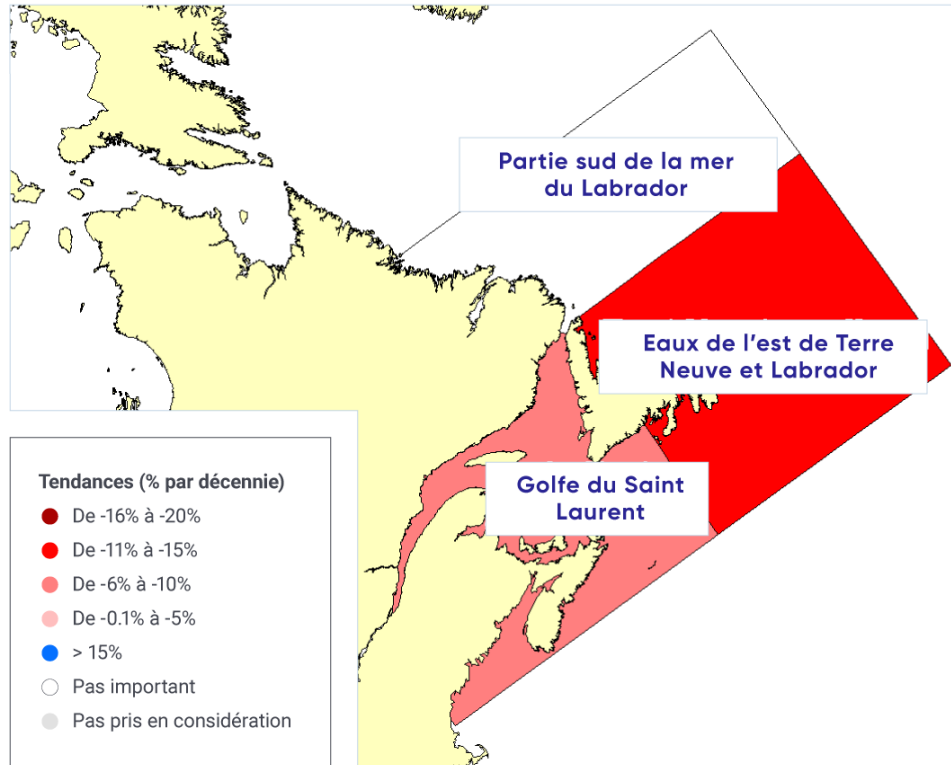 Partie sud de la mer
du Labrador
Eaux de l'est de Terre
Neuve et Labrador
Golfe du Saint
Laurent
Tendances (% par décennie)
De -16% à -20%
De -11% à -15%
De -6% à -10%
De -0.1% à -5%
> 15%
Pas important
Pas pris en considération